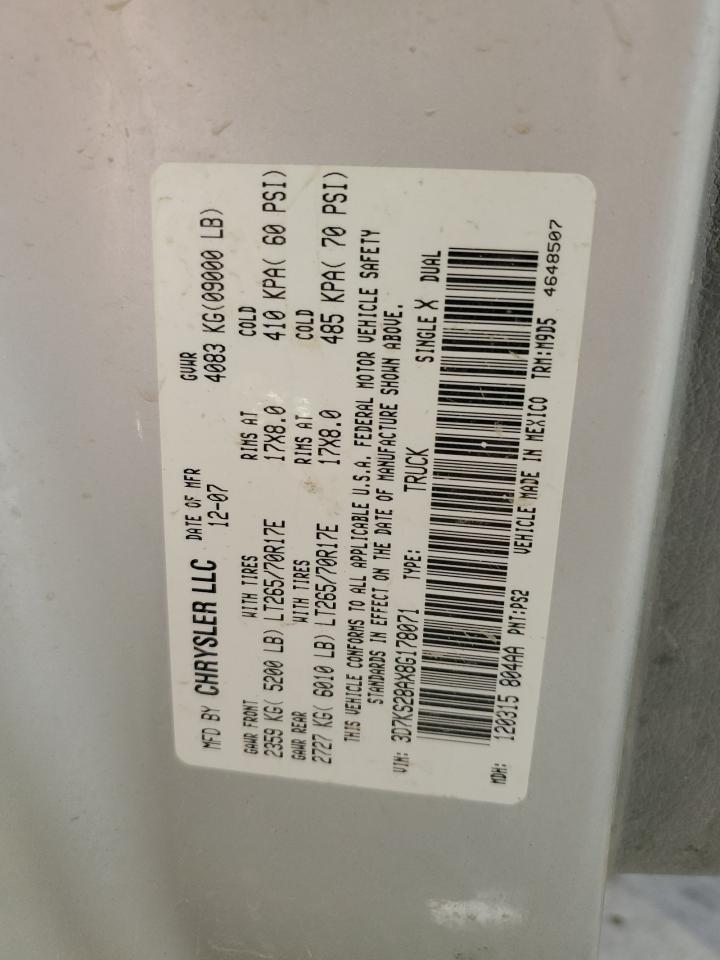 MFD BY CHRYSLER LLC DATE OF MFR 12-07 GVWR 4083 KG(09000 LB)
GAWR FRONT WITH TIRES RIMS AT COLD
2359 KG( 5200 LB) LT265/70R17E 17X8.0 410 KPA( 60 PSI)
GAWR REAR WITH TIRES RIMS AT COLD
2727 KG( 6010 LB) LT265/70R17E 17X8.0 485 KPA( 70 PSI)
THIS VEHICLE CONFORMS TO ALL APPLICABLE U.S.A. FEDERAL MOTOR VEHICLE SAFETY
STANDARDS IN EFFECT ON THE DATE OF MANUFACTURE SHOWN ABOVE.
VIN: 3D7KS28AX8G178071 TYPE: TRUCK SINGLE X DUAL
MDH: 120315 804AA PNT:PS2 VEHICLE MADE IN MEXICO TRM:M9D5 4648507